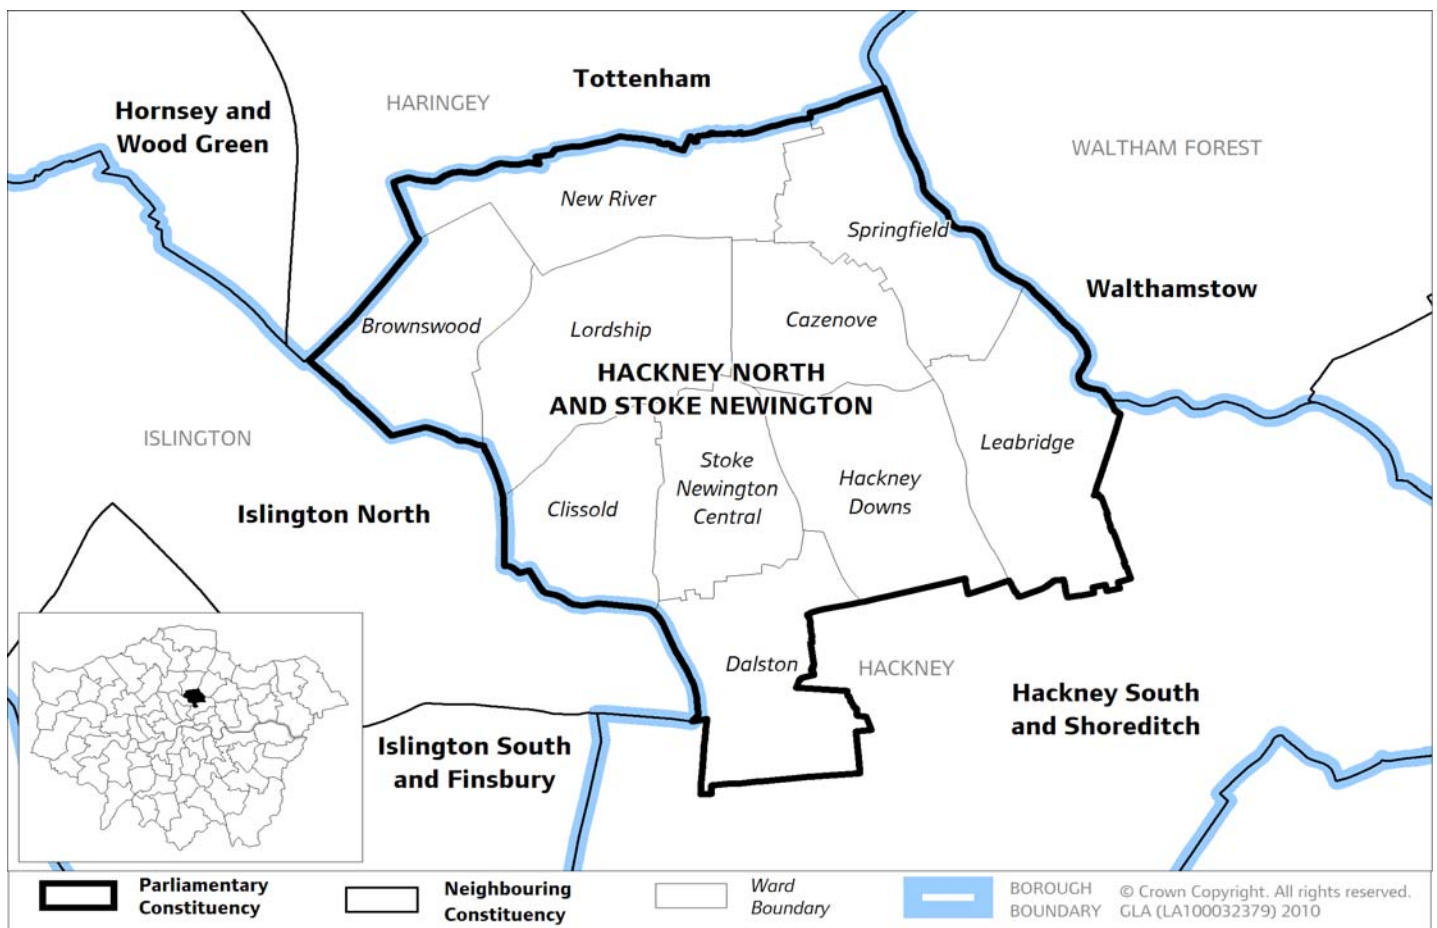 Tottenham
HARINGEY
Hornsey and
Wood Green
WALTHAM FOREST
New River
Springfield
Walthamstow
Brownswood
Lordship
Cazenove
HACKNEY NORTH
AND STOKE NEWINGTON
ISLINGTON
Leabridge
Stoke
Newington
Central
Hackney
Downs
Clissold
Islington North
Dalston
HACKNEY
Hackney South
and Shoreditch
Islington South
and Finsbury
Parliamentary
Constituency
Neighbouring
Constituency
Ward
Boundary
BOROUGH
BOUNDARY
© Crown Copyright. All rights reserved.
GLA (LA100032379) 2010